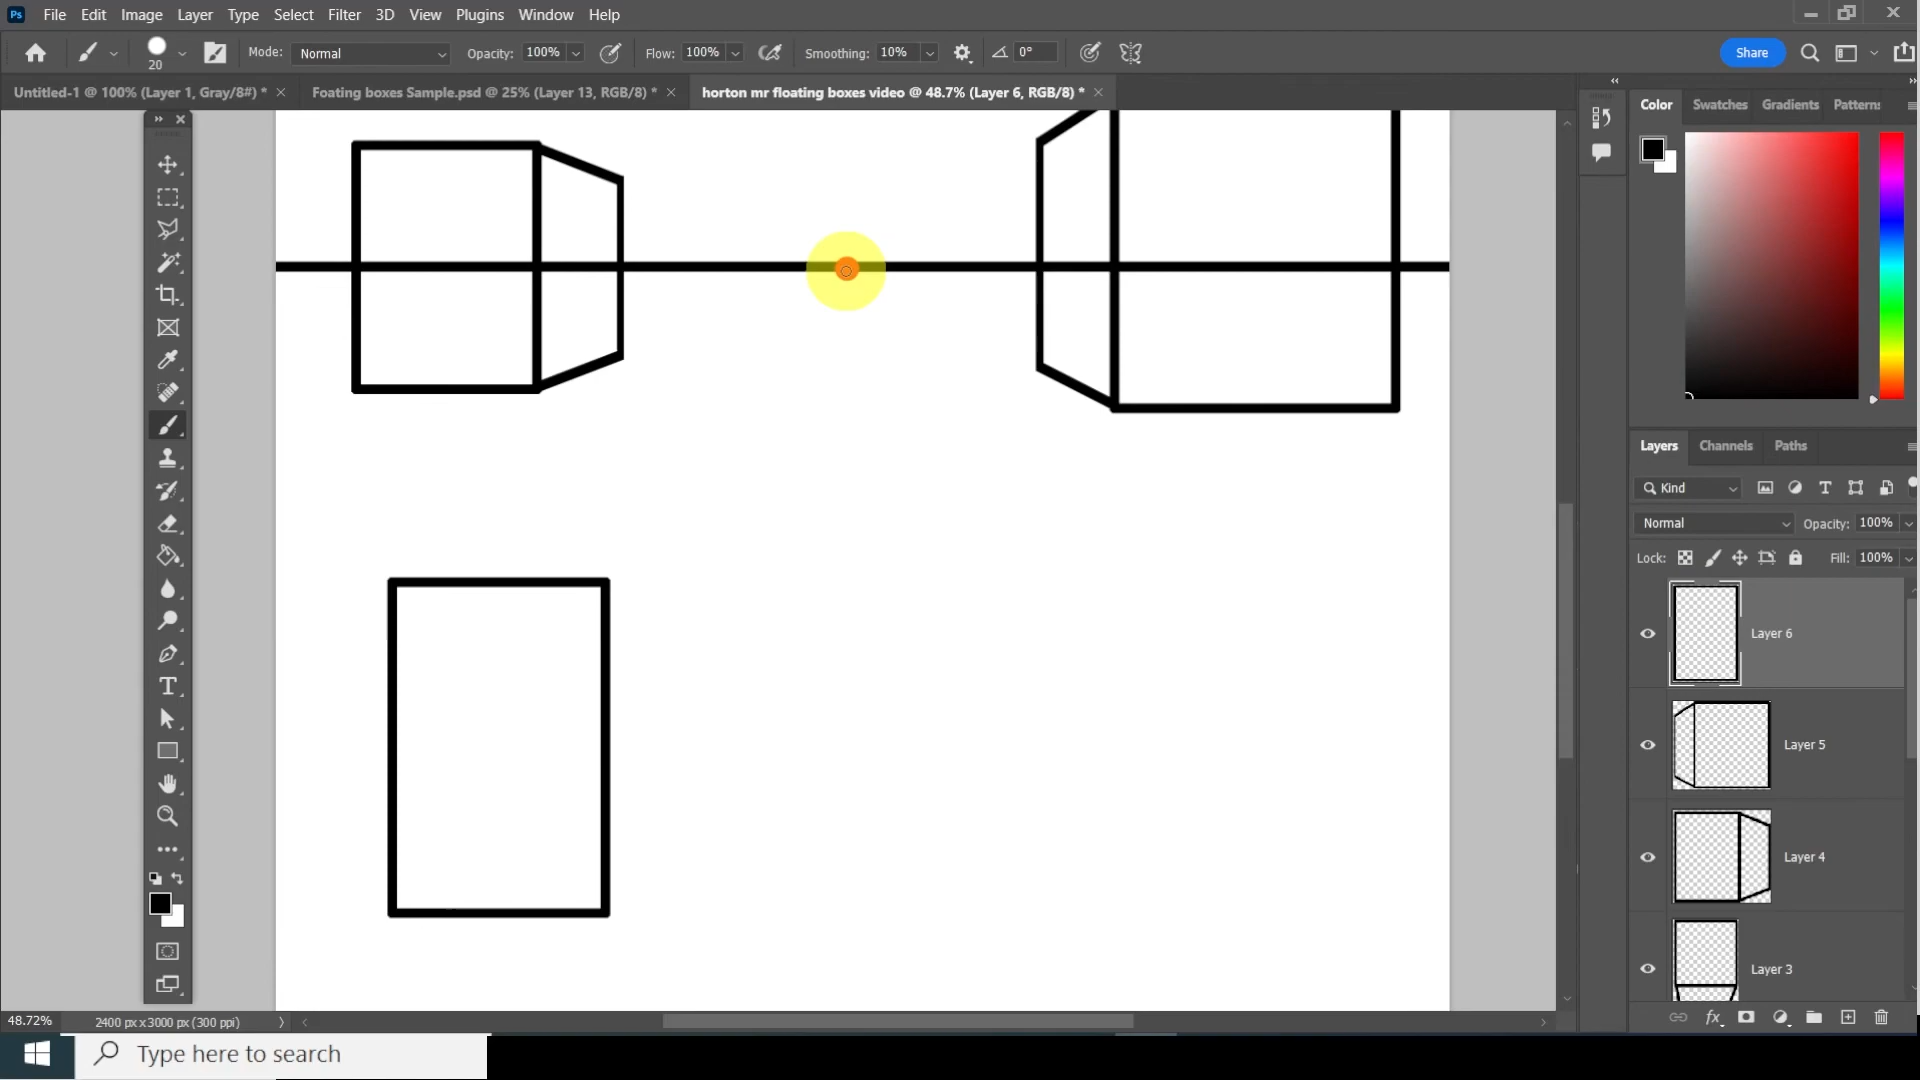 Ps File Edit Image Layer Type Select Filter 3D View Plugins Window Help
20 Mode: Normal Opacity: 100% Flow: 100% Smoothing: 10% 0° Share
Untitled-1 @ 100% (Layer 1, Gray/8#) * Foating boxes Sample.psd @ 25% (Layer 13, RGB/8) * horton mr floating boxes video @ 48.7% (Layer 6, RGB/8) *
Color Swatches Gradients Patterns
Layers Channels Paths
Kind
Normal Opacity: 100%
Lock: Fill: 100%
Layer 6
Layer 5
Layer 4
Layer 3
fx
48.72% 2400 px x 3000 px (300 ppi)
Type here to search